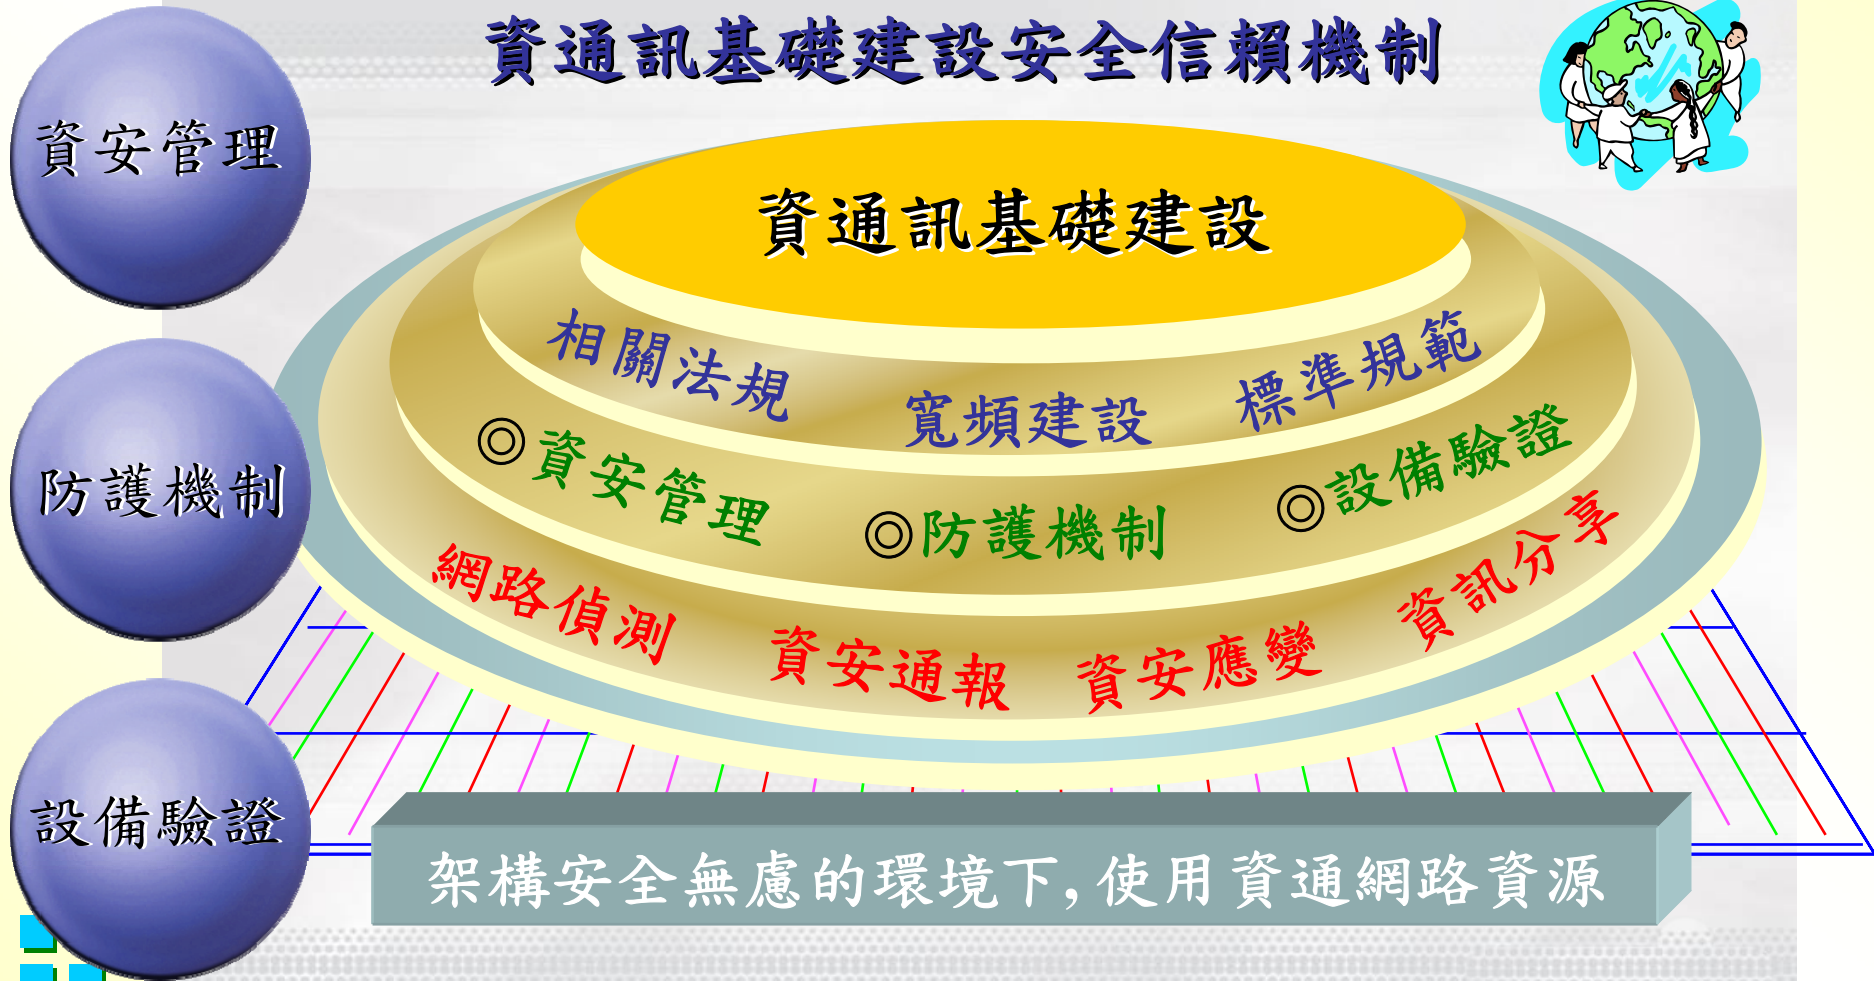 資通訊基礎建設安全信賴機制
資安管理
防護機制
設備驗證
資通訊基礎建設
相關法規
寬頻建設
標準規範
◎資安管理
◎防護機制
◎設備驗證
網路偵測
資安通報
資安應變
資訊分享
架構安全無慮的環境下,使用資通網路資源